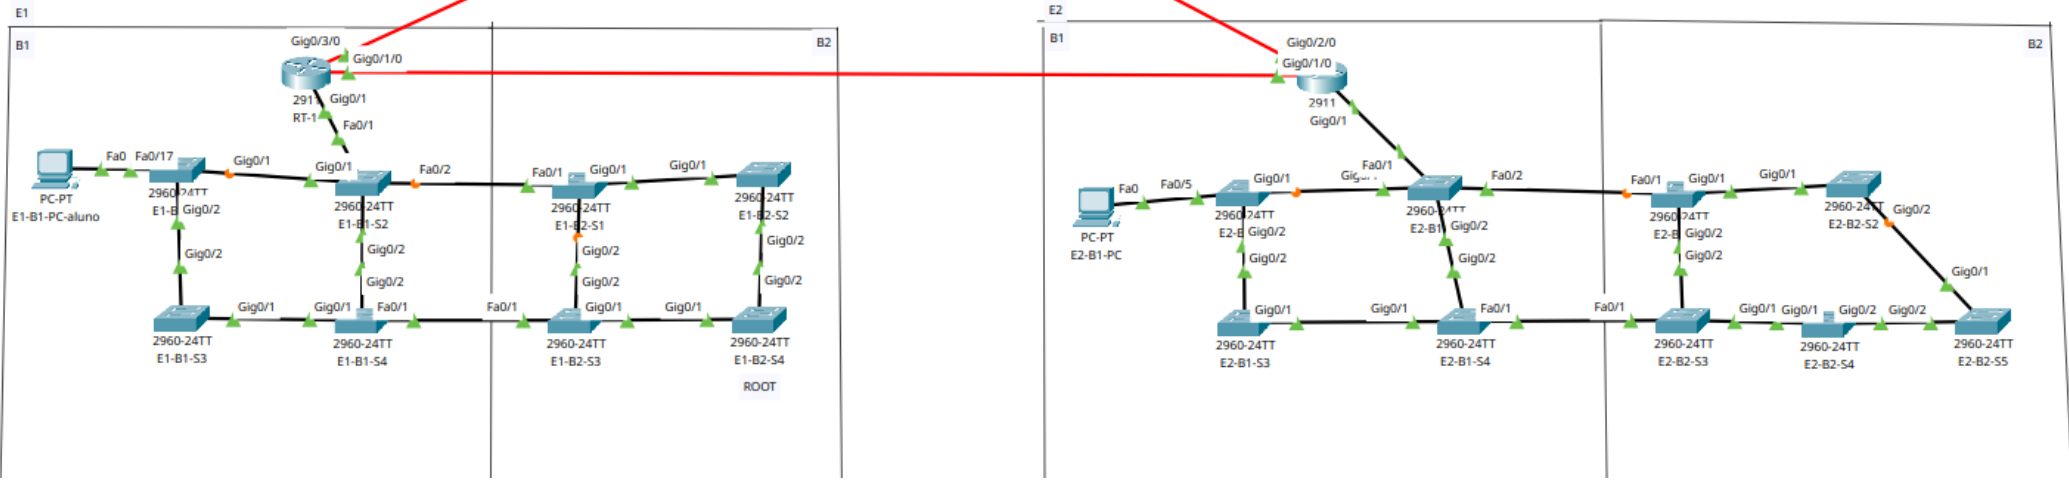 E1
B1
B2
Gig0/3/0
Gig0/1/0
2911
RT-1
Gig0/1
Fa0/1
Fa0
Fa0/17
Gig0/1
Gig0/1
Fa0/2
Fa0/1
Gig0/1
Gig0/1
PC-PT
E1-B1-PC-aluno
2960-24TT
Gig0/2
2960-24TT
E1-B1-S2
2960-24TT
E1-B2-S1
2960-24TT
E1-B2-S2
Gig0/2
Gig0/2
Gig0/2
Gig0/2
Gig0/2
Gig0/2
Gig0/2
Gig0/1
Gig0/1
Fa0/1
Fa0/1
Gig0/1
Gig0/1
2960-24TT
E1-B1-S3
2960-24TT
E1-B1-S4
2960-24TT
E1-B2-S3
2960-24TT
E1-B2-S4
ROOT
E2
B1
B2
Gig0/2/0
Gig0/1/0
2911
Gig0/1
Fa0/1
Fa0
Fa0/5
Gig0/1
Fa0/2
Fa0/1
Gig0/1
Gig0/1
PC-PT
E2-B1-PC
2960-24TT
Gig0/2
2960-24TT
Gig0/2
2960-24TT
Gig0/2
2960-24TT
E2-B2-S2
Gig0/2
Gig0/2
Gig0/2
Gig0/2
Gig0/1
Gig0/1
Gig0/1
Fa0/1
Fa0/1
Gig0/1
Gig0/1
Gig0/2
Gig0/2
2960-24TT
E2-B1-S3
2960-24TT
E2-B1-S4
2960-24TT
E2-B2-S3
2960-24TT
E2-B2-S4
2960-24TT
E2-B2-S5